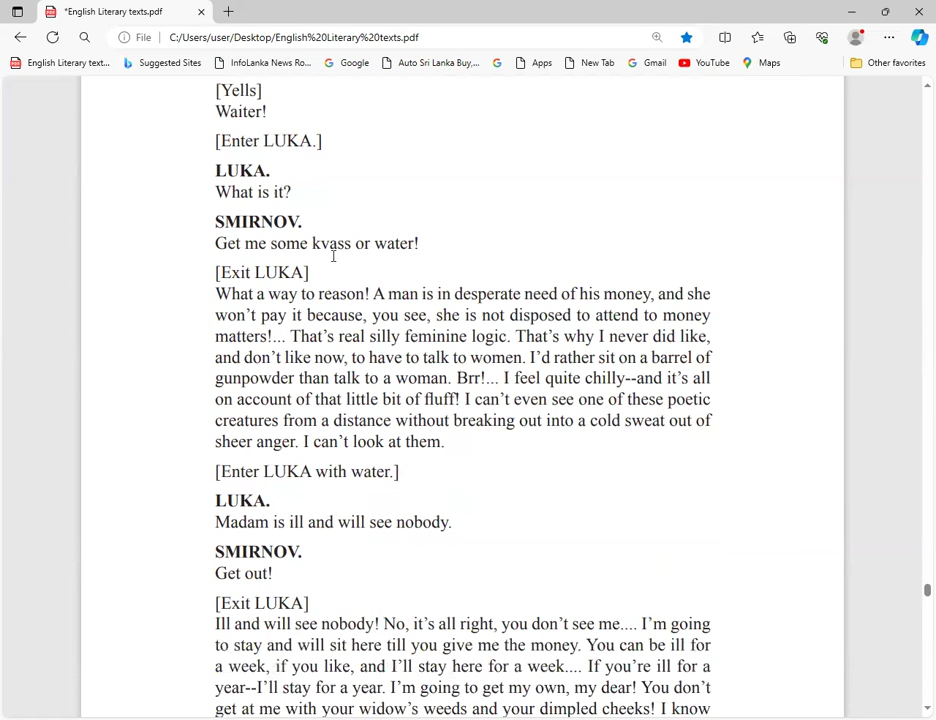 *English Literary texts.pdf
File
C:/Users/user/Desktop/English%20Literary%20texts.pdf
English Literary text...
Suggested Sites
InfoLanka News Ro...
Google
Auto Sri Lanka Buy,...
Apps
New Tab
Gmail
YouTube
Maps
Other favorites
[Yells]
Waiter!
[Enter LUKA.]
LUKA.
What is it?
SMIRNOV.
Get me some kvass or water!
[Exit LUKA]
What a way to reason! A man is in desperate need of his money, and she
won't pay it because, you see, she is not disposed to attend to money
matters!... That's real silly feminine logic. That's why I never did like,
and don't like now, to have to talk to women. I'd rather sit on a barrel of
gunpowder than talk to a woman. Brr!... I feel quite chilly--and it's all
on account of that little bit of fluff! I can't even see one of these poetic
creatures from a distance without breaking out into a cold sweat out of
sheer anger. I can't look at them.
[Enter LUKA with water.]
LUKA.
Madam is ill and will see nobody.
SMIRNOV.
Get out!
[Exit LUKA]
Ill and will see nobody! No, it's all right, you don't see me.... I'm going
to stay and will sit here till you give me the money. You can be ill for
a week, if you like, and I'll stay here for a week.... If you're ill for a
year--I'll stay for a year. I'm going to get my own, my dear! You don't
get at me with your widow's weeds and your dimpled cheeks! I know